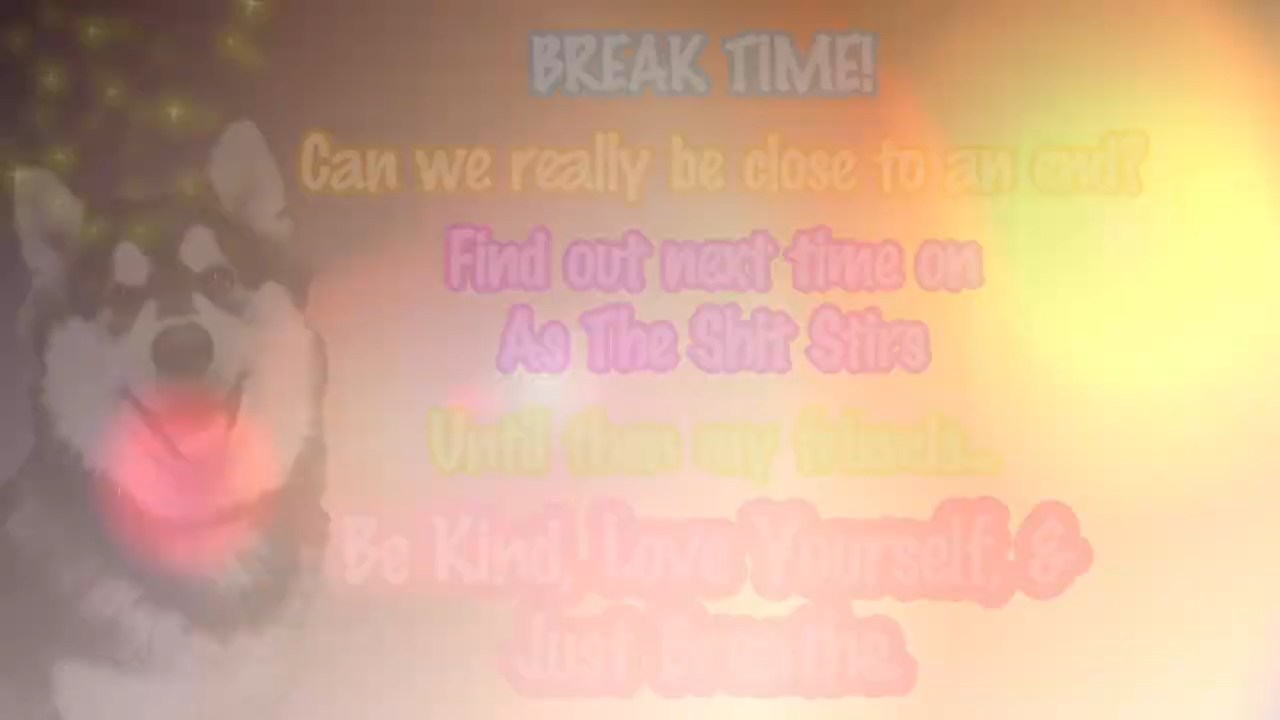 BREAK TIME!
Can we really be close to an end?
Find out next time on
As The Shit Stirs
Until then my friends...
Be Kind, Love Yourself, &
Just Breathe